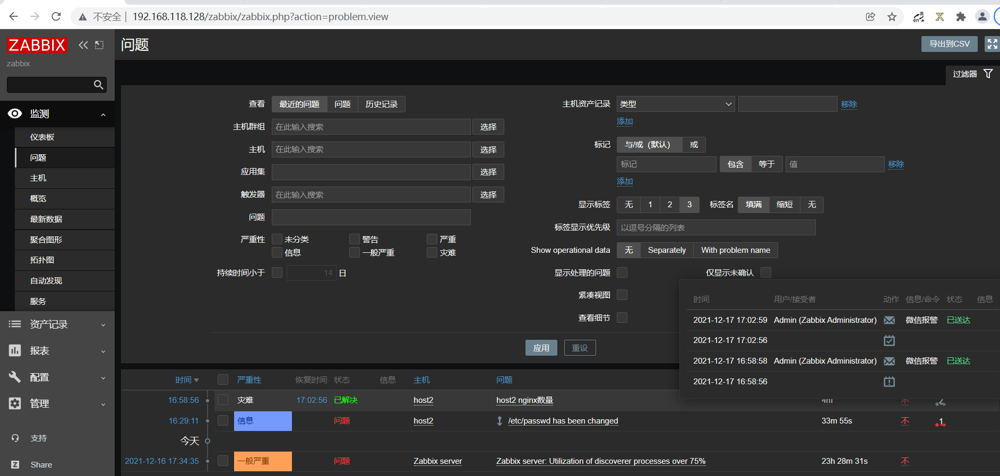 不安全 | 192.168.118.128/zabbix/zabbix.php?action=problem.view
英
en
ZABBIX
zabbix
问题
导出到CSV
过滤器
监测
仪表板
问题
主机
概览
最新数据
聚合图形
拓扑图
自动发现
服务
资产记录
报表
配置
管理
支持
Z Share
查看 最近的问题 问题 历史记录
主机群组 在此输入搜索 选择
主机 在此输入搜索 选择
应用集 选择
触发器 在此输入搜索 选择
问题
严重性 未分类 警告 严重
信息 一般严重 灾难
持续时间小于 14 日
主机资产记录 类型 移除
添加
标记 与/或（默认） 或
标记 包含 等于 值 移除
添加
显示标签 无 1 2 3 标签名 填满 缩短 无
标签显示优先级 以逗号分隔的列表
Show operational data 无 Separately With problem name
显示处理的问题 仅显示未确认
紧凑视图
查看细节
应用 重设
时间 用户/接受者 动作 信息/命令 状态 信息
2021-12-17 17:02:59 Admin (Zabbix Administrator) 微信报警 已送达
2021-12-17 17:02:56
2021-12-17 16:58:58 Admin (Zabbix Administrator) 微信报警 已送达
2021-12-17 16:58:56
时间 严重性 恢复时间 状态 信息 主机 问题
16:58:56 灾难 17:02:56 已解决 host2 host2 nginx数量 4m 不 2
16:29:11 信息 问题 host2 /etc/passwd has been changed 33m 55s 不 1
今天
2021-12-16 17:34:35 一般严重 问题 Zabbix server Zabbix server: Utilization of discoverer processes over 75% 23h 28m 31s 不